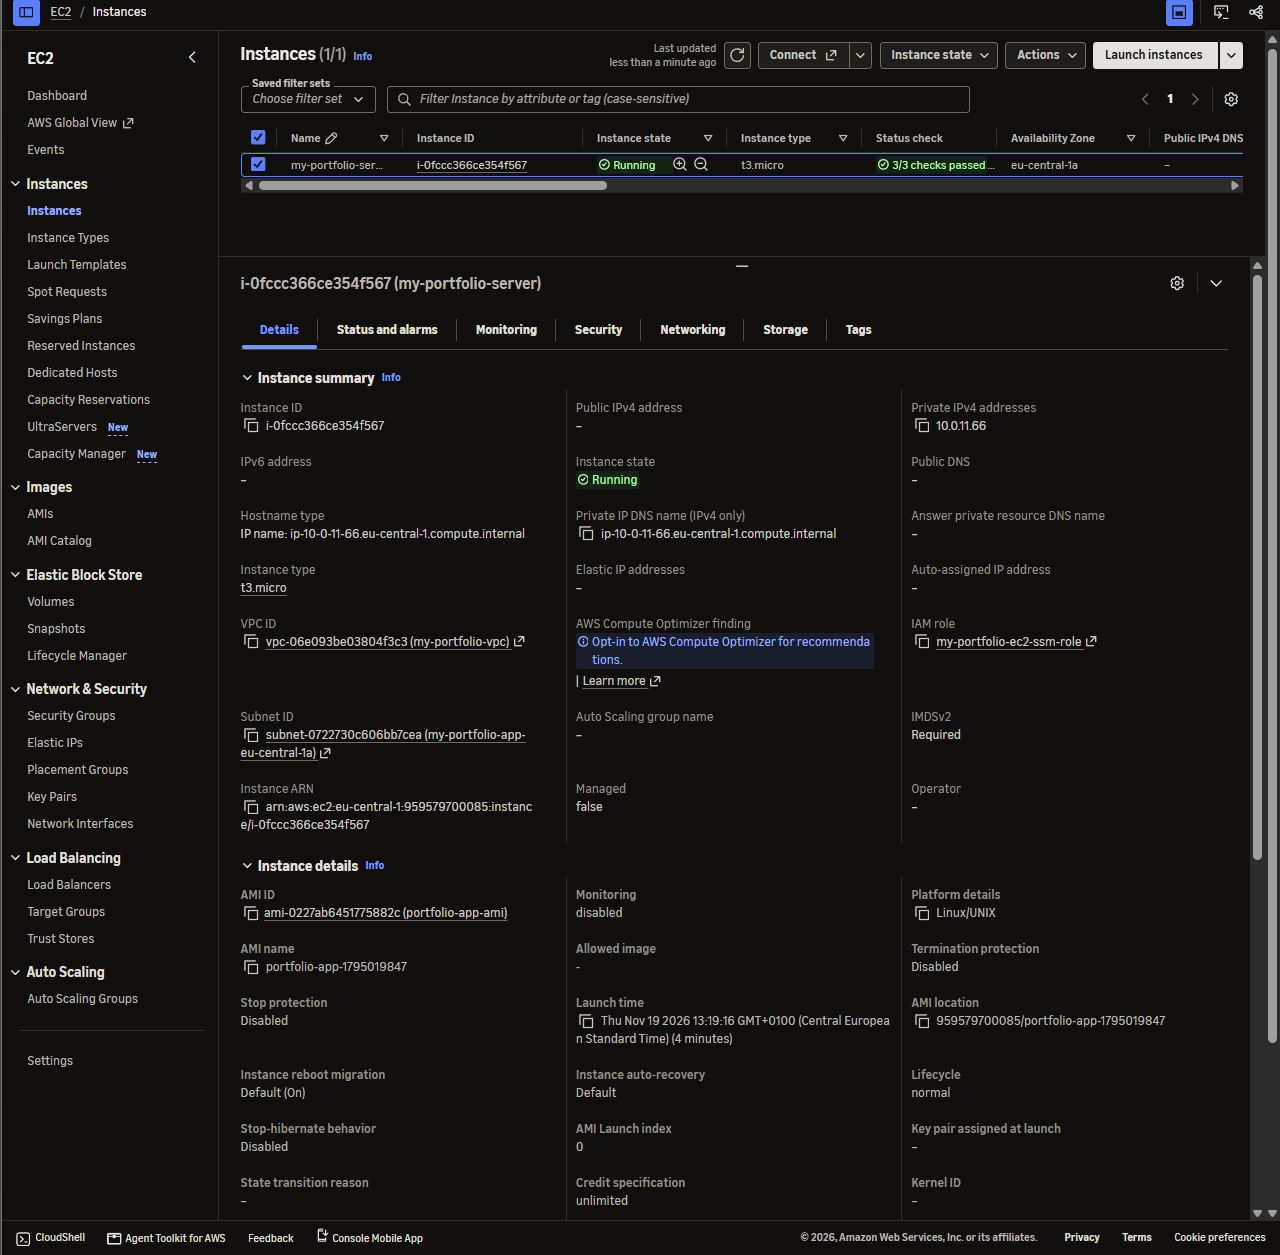 EC2 / Instances
EC2
Dashboard
AWS Global View
Events
Instances
Instances
Instance Types
Launch Templates
Spot Requests
Savings Plans
Reserved Instances
Dedicated Hosts
Capacity Reservations
UltraServers New
Capacity Manager New
Images
AMIs
AMI Catalog
Elastic Block Store
Volumes
Snapshots
Lifecycle Manager
Network & Security
Security Groups
Elastic IPs
Placement Groups
Key Pairs
Network Interfaces
Load Balancing
Load Balancers
Target Groups
Trust Stores
Auto Scaling
Auto Scaling Groups
Settings
Instances (1/1) Info
Last updated
less than a minute ago
Connect
Instance state
Actions
Launch instances
Saved filter sets
Choose filter set
Filter Instance by attribute or tag (case-sensitive)
1
Name Instance ID Instance state Instance type Status check Availability Zone Public IPv4 DNS
my-portfolio-ser... i-0fccc366ce354f567 Running t3.micro 3/3 checks passed ... eu-central-1a –
i-0fccc366ce354f567 (my-portfolio-server)
Details Status and alarms Monitoring Security Networking Storage Tags
Instance summary Info
Instance ID
i-0fccc366ce354f567
Public IPv4 address
–
Private IPv4 addresses
10.0.11.66
IPv6 address
–
Instance state
Running
Public DNS
–
Hostname type
IP name: ip-10-0-11-66.eu-central-1.compute.internal
Private IP DNS name (IPv4 only)
ip-10-0-11-66.eu-central-1.compute.internal
Answer private resource DNS name
–
Instance type
t3.micro
Elastic IP addresses
–
Auto-assigned IP address
–
VPC ID
vpc-06e093be03804f3c3 (my-portfolio-vpc)
AWS Compute Optimizer finding
Opt-in to AWS Compute Optimizer for recommenda
tions.
| Learn more
IAM role
my-portfolio-ec2-ssm-role
Subnet ID
subnet-0722730c606bb7cea (my-portfolio-app-
eu-central-1a)
Auto Scaling group name
–
IMDSv2
Required
Instance ARN
arn:aws:ec2:eu-central-1:959579700085:instanc
e/i-0fccc366ce354f567
Managed
false
Operator
–
Instance details Info
AMI ID
ami-0227ab6451775882c (portfolio-app-ami)
Monitoring
disabled
Platform details
Linux/UNIX
AMI name
portfolio-app-1795019847
Allowed image
-
Termination protection
Disabled
Stop protection
Disabled
Launch time
Thu Nov 19 2026 13:19:16 GMT+0100 (Central Europea
n Standard Time) (4 minutes)
AMI location
959579700085/portfolio-app-1795019847
Instance reboot migration
Default (On)
Instance auto-recovery
Default
Lifecycle
normal
Stop-hibernate behavior
Disabled
AMI Launch index
0
Key pair assigned at launch
–
State transition reason
–
Credit specification
unlimited
Kernel ID
–
CloudShell Agent Toolkit for AWS Feedback Console Mobile App © 2026, Amazon Web Services, Inc. or its affiliates. Privacy Terms Cookie preferences